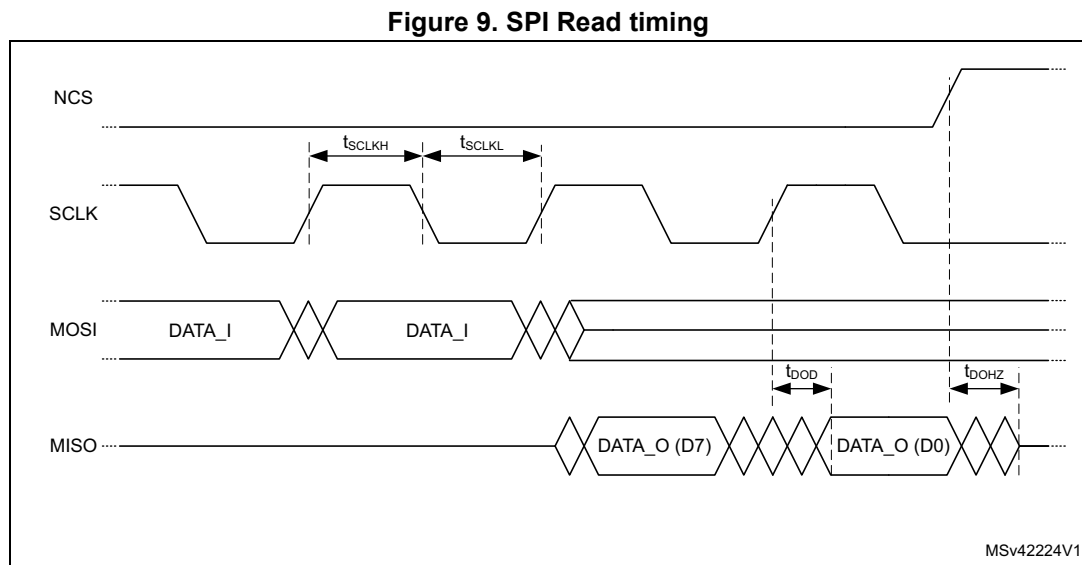 Figure 9. SPI Read timing
NCS
tSCLKH tSCLKL
SCLK
MOSI DATA_I DATA_I
tDOD tDOHZ
MISO DATA_O (D7) DATA_O (D0)
MSv42224V1